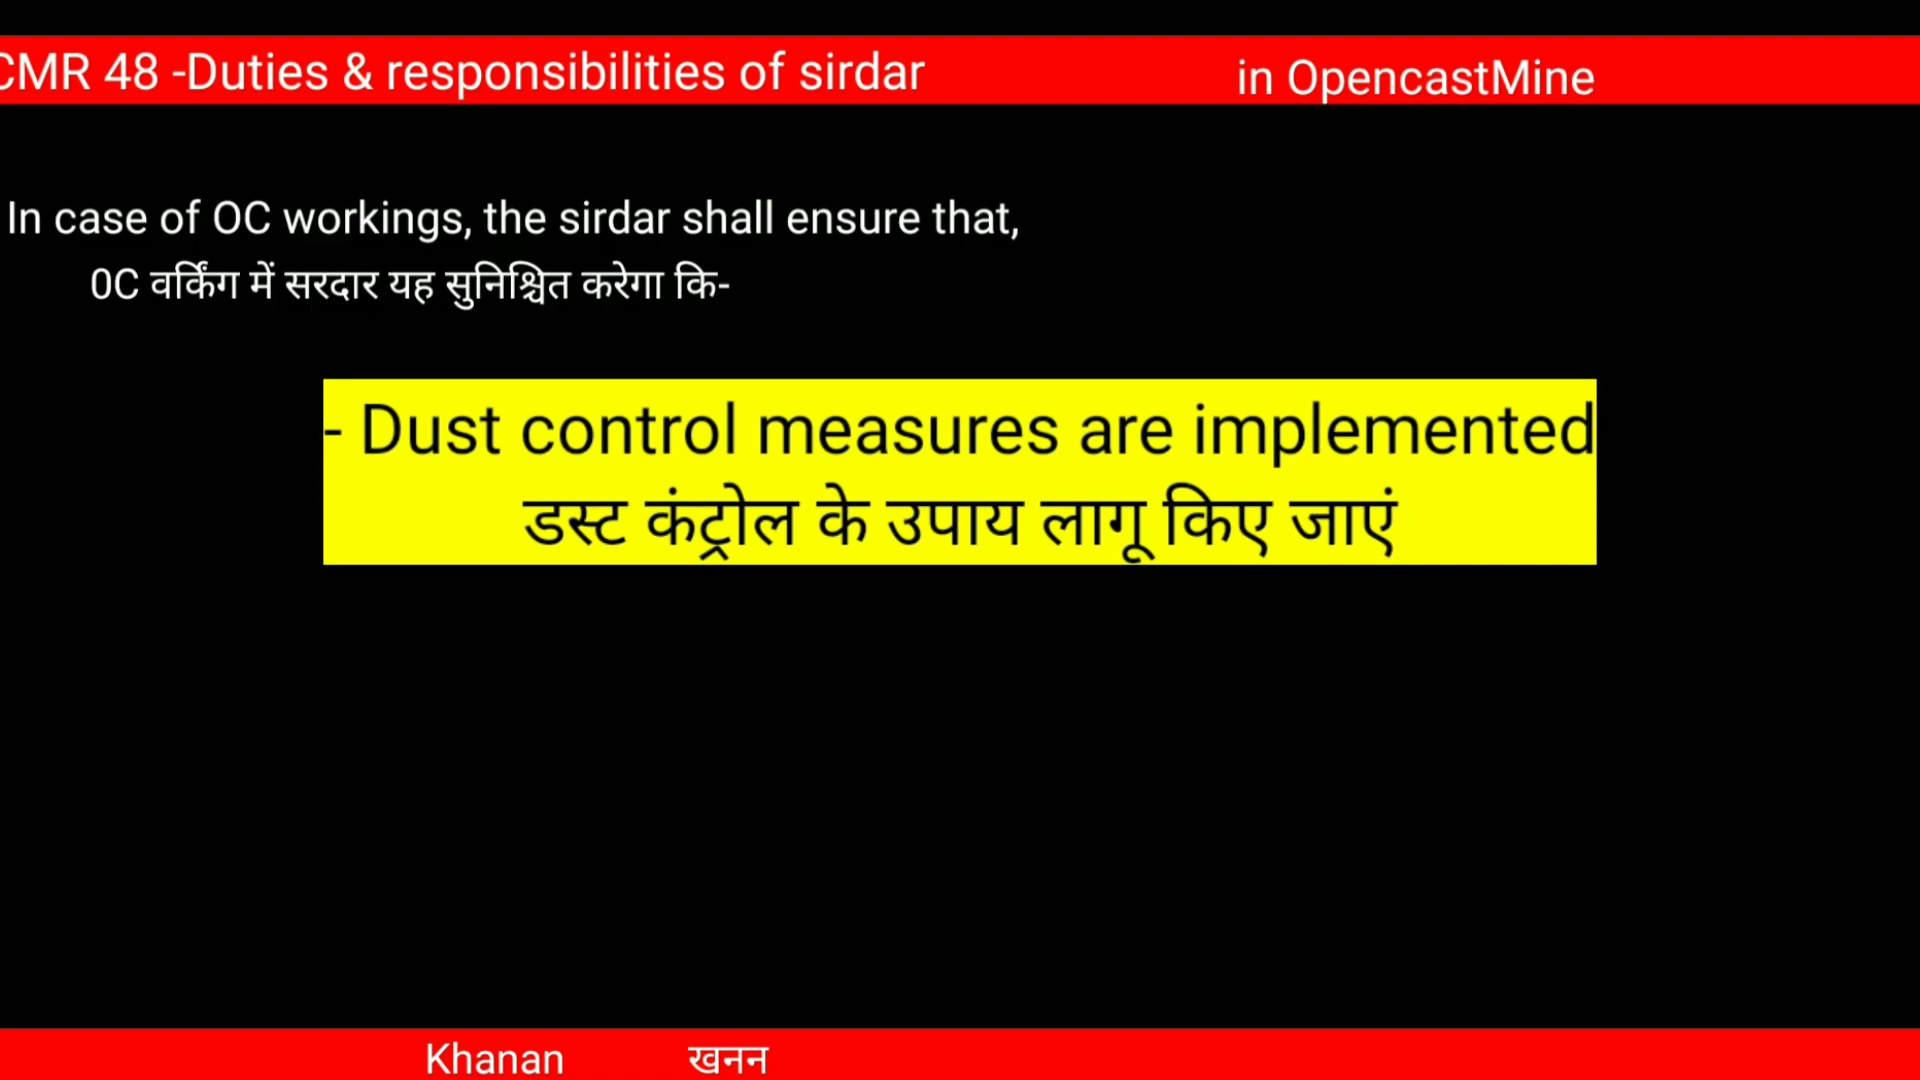 CMR 48 -Duties & responsibilities of sirdar in OpencastMine
In case of OC workings, the sirdar shall ensure that,
0C वर्किंग में सरदार यह सुनिश्चित करेगा कि-
- Dust control measures are implemented
डस्ट कंट्रोल के उपाय लागू किए जाएं
Khanan खनन